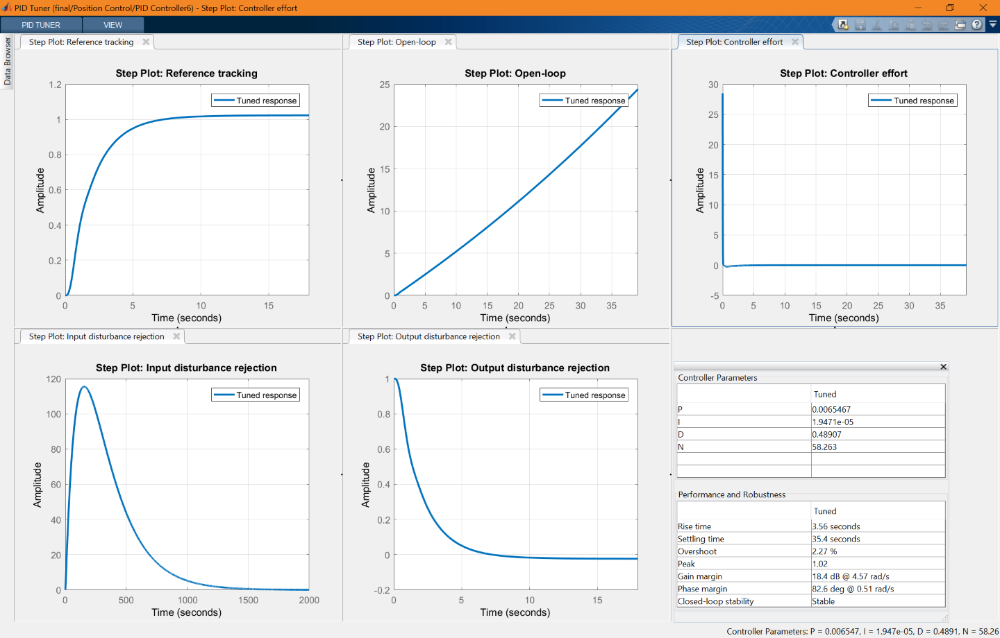 PID Tuner (final/Position Control/PID Controller6) - Step Plot: Controller effort
PID TUNER
VIEW
Data Browser
Step Plot: Reference tracking
Step Plot: Reference tracking
Tuned response
1.2
1
0.8
0.6
0.4
0.2
0
Amplitude
0 5 10 15
Time (seconds)
Step Plot: Open-loop
Step Plot: Open-loop
Tuned response
25
20
15
10
5
0
Amplitude
0 5 10 15 20 25 30 35
Time (seconds)
Step Plot: Controller effort
Step Plot: Controller effort
Tuned response
30
25
20
15
10
5
0
-5
Amplitude
0 5 10 15 20 25 30 35
Time (seconds)
Step Plot: Input disturbance rejection
Step Plot: Input disturbance rejection
Tuned response
120
100
80
60
40
20
0
Amplitude
0 500 1000 1500 2000
Time (seconds)
Step Plot: Output disturbance rejection
Step Plot: Output disturbance rejection
Tuned response
1
0.8
0.6
0.4
0.2
0
-0.2
Amplitude
0 5 10 15
Time (seconds)
Controller Parameters
Tuned
P 0.0065467
I 1.9471e-05
D 0.48907
N 58.263
Performance and Robustness
Tuned
Rise time 3.56 seconds
Settling time 35.4 seconds
Overshoot 2.27 %
Peak 1.02
Gain margin 18.4 dB @ 4.57 rad/s
Phase margin 82.6 deg @ 0.51 rad/s
Closed-loop stability Stable
Controller Parameters: P = 0.006547, I = 1.947e-05, D = 0.4891, N = 58.26